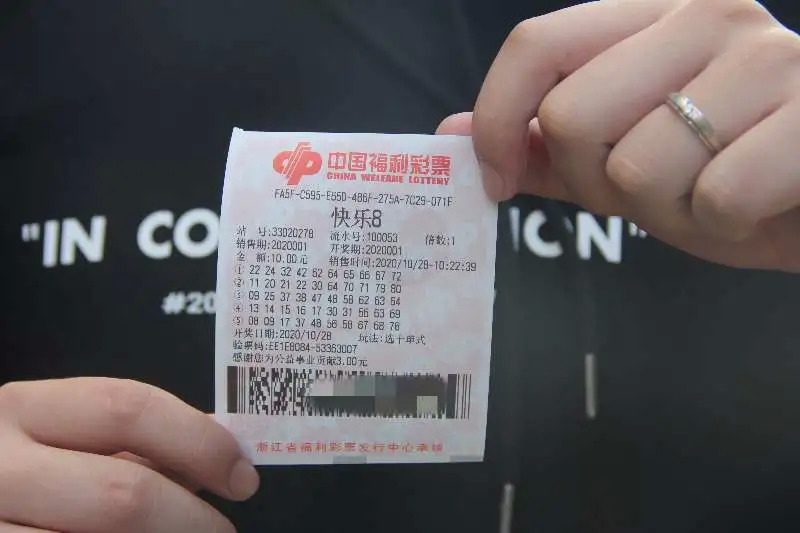 中国福利彩票
CHINA WELFARE LOTTERY
FA5F-C595-E65D-486F-275A-7C29-071F
快乐8
站 号:33020278 流水号:100053 倍数:1
销售期:2020001 开奖期:2020001
金 额:10.00元 销售时间:2020/10/28-10:22:39
① 22 24 32 42 62 64 65 66 67 72
② 11 20 21 22 30 64 70 71 79 80
③ 09 25 37 38 47 48 58 62 63 64
④ 13 14 15 16 17 30 31 56 63 69
⑤ 08 09 17 37 48 56 58 67 68 78
开奖日期:2020/10/28 玩法:选十单式
验票码:EE1E8084-53363007
感谢您为公益事业贡献3.00元
浙江省福利彩票发行中心承销
"IN CO
N"
#20